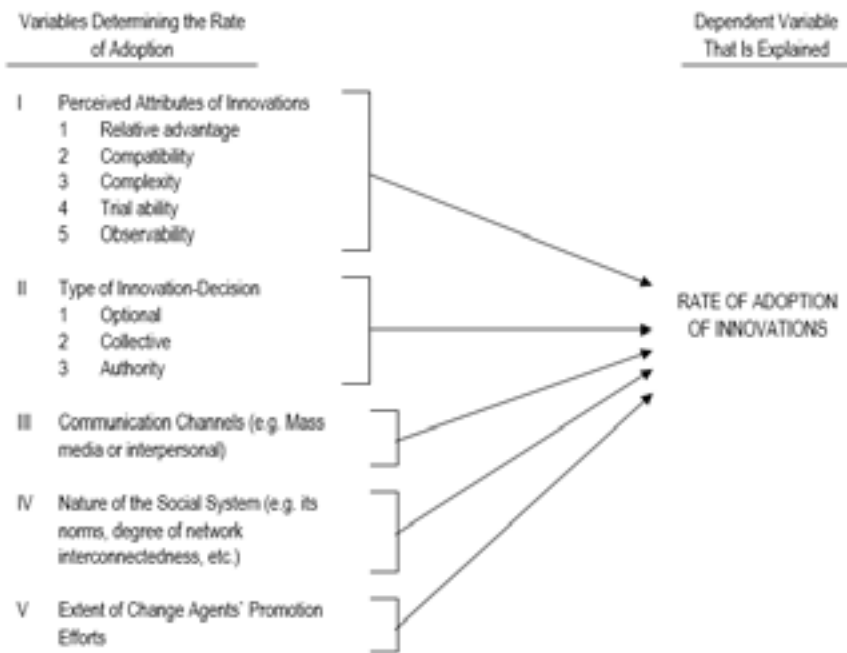 Variables Determining the Rate
of Adoption
Dependent Variable
That Is Explained
I Perceived Attributes of Innovations
1 Relative advantage
2 Compatibility
3 Complexity
4 Trial ability
5 Observability
II Type of Innovation-Decision
1 Optional
2 Collective
3 Authority
RATE OF ADOPTION
OF INNOVATIONS
III Communication Channels (e.g. Mass
media or interpersonal)
IV Nature of the Social System (e.g. its
norms, degree of network
interconnectedness, etc.)
V Extent of Change Agents` Promotion
Efforts